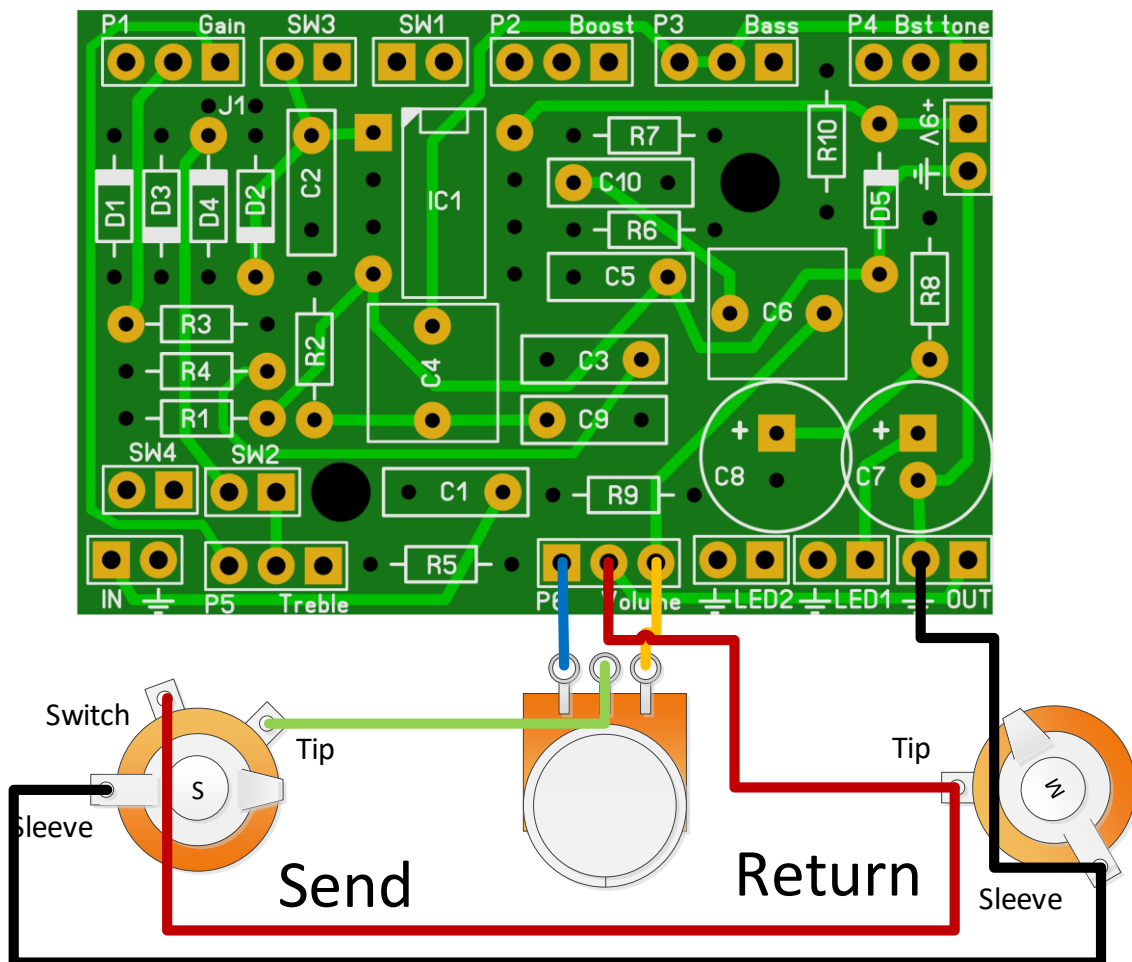 P1 Gain SW3 SW1 P2 Boost P3 Bass P4 Bst tone
J1
+9V
D1 D3 D4 D2 C2 IC1 R7 R10
C10
R6
D5
C5
R8
R3 R2 C4 C6
R4 C3
R1 C9
SW4 SW2 + +
C1 R9 C8 C7
R5
IN P5 Treble P6 Volume LED2 LED1 OUT
Switch
Tip Tip
S M
Sleeve
Send Return
Sleeve